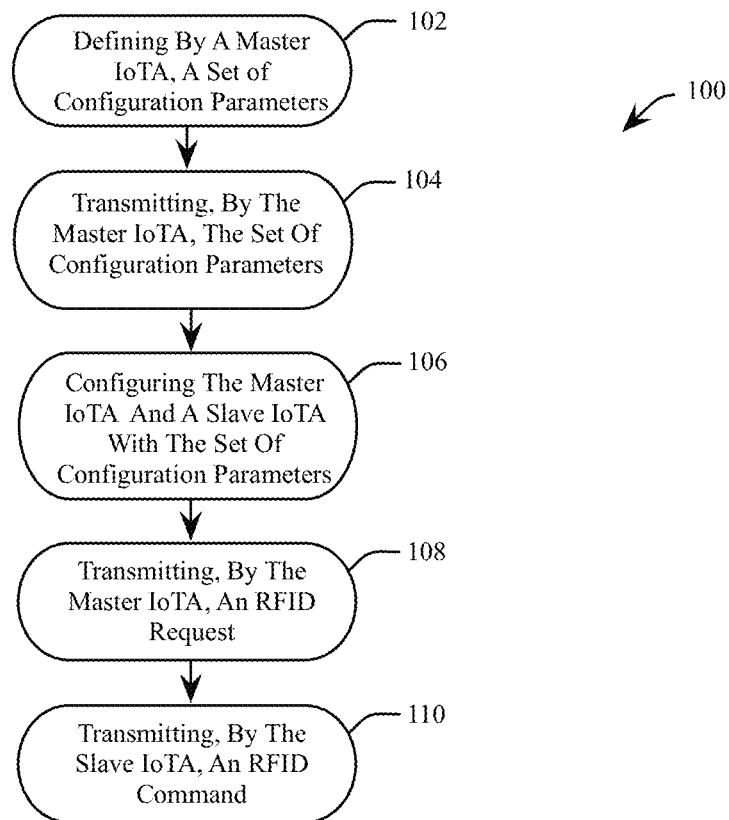 Defining By A Master
IoTA, A Set of
Configuration Parameters
102
100
Transmitting, By The
Master IoTA, The Set Of
Configuration Parameters
104
Configuring The Master
IoTA And A Slave IoTA
With The Set Of
Configuration Parameters
106
Transmitting, By The
Master IoTA, An RFID
Request
108
Transmitting, By The
Slave IoTA, An RFID
Command
110